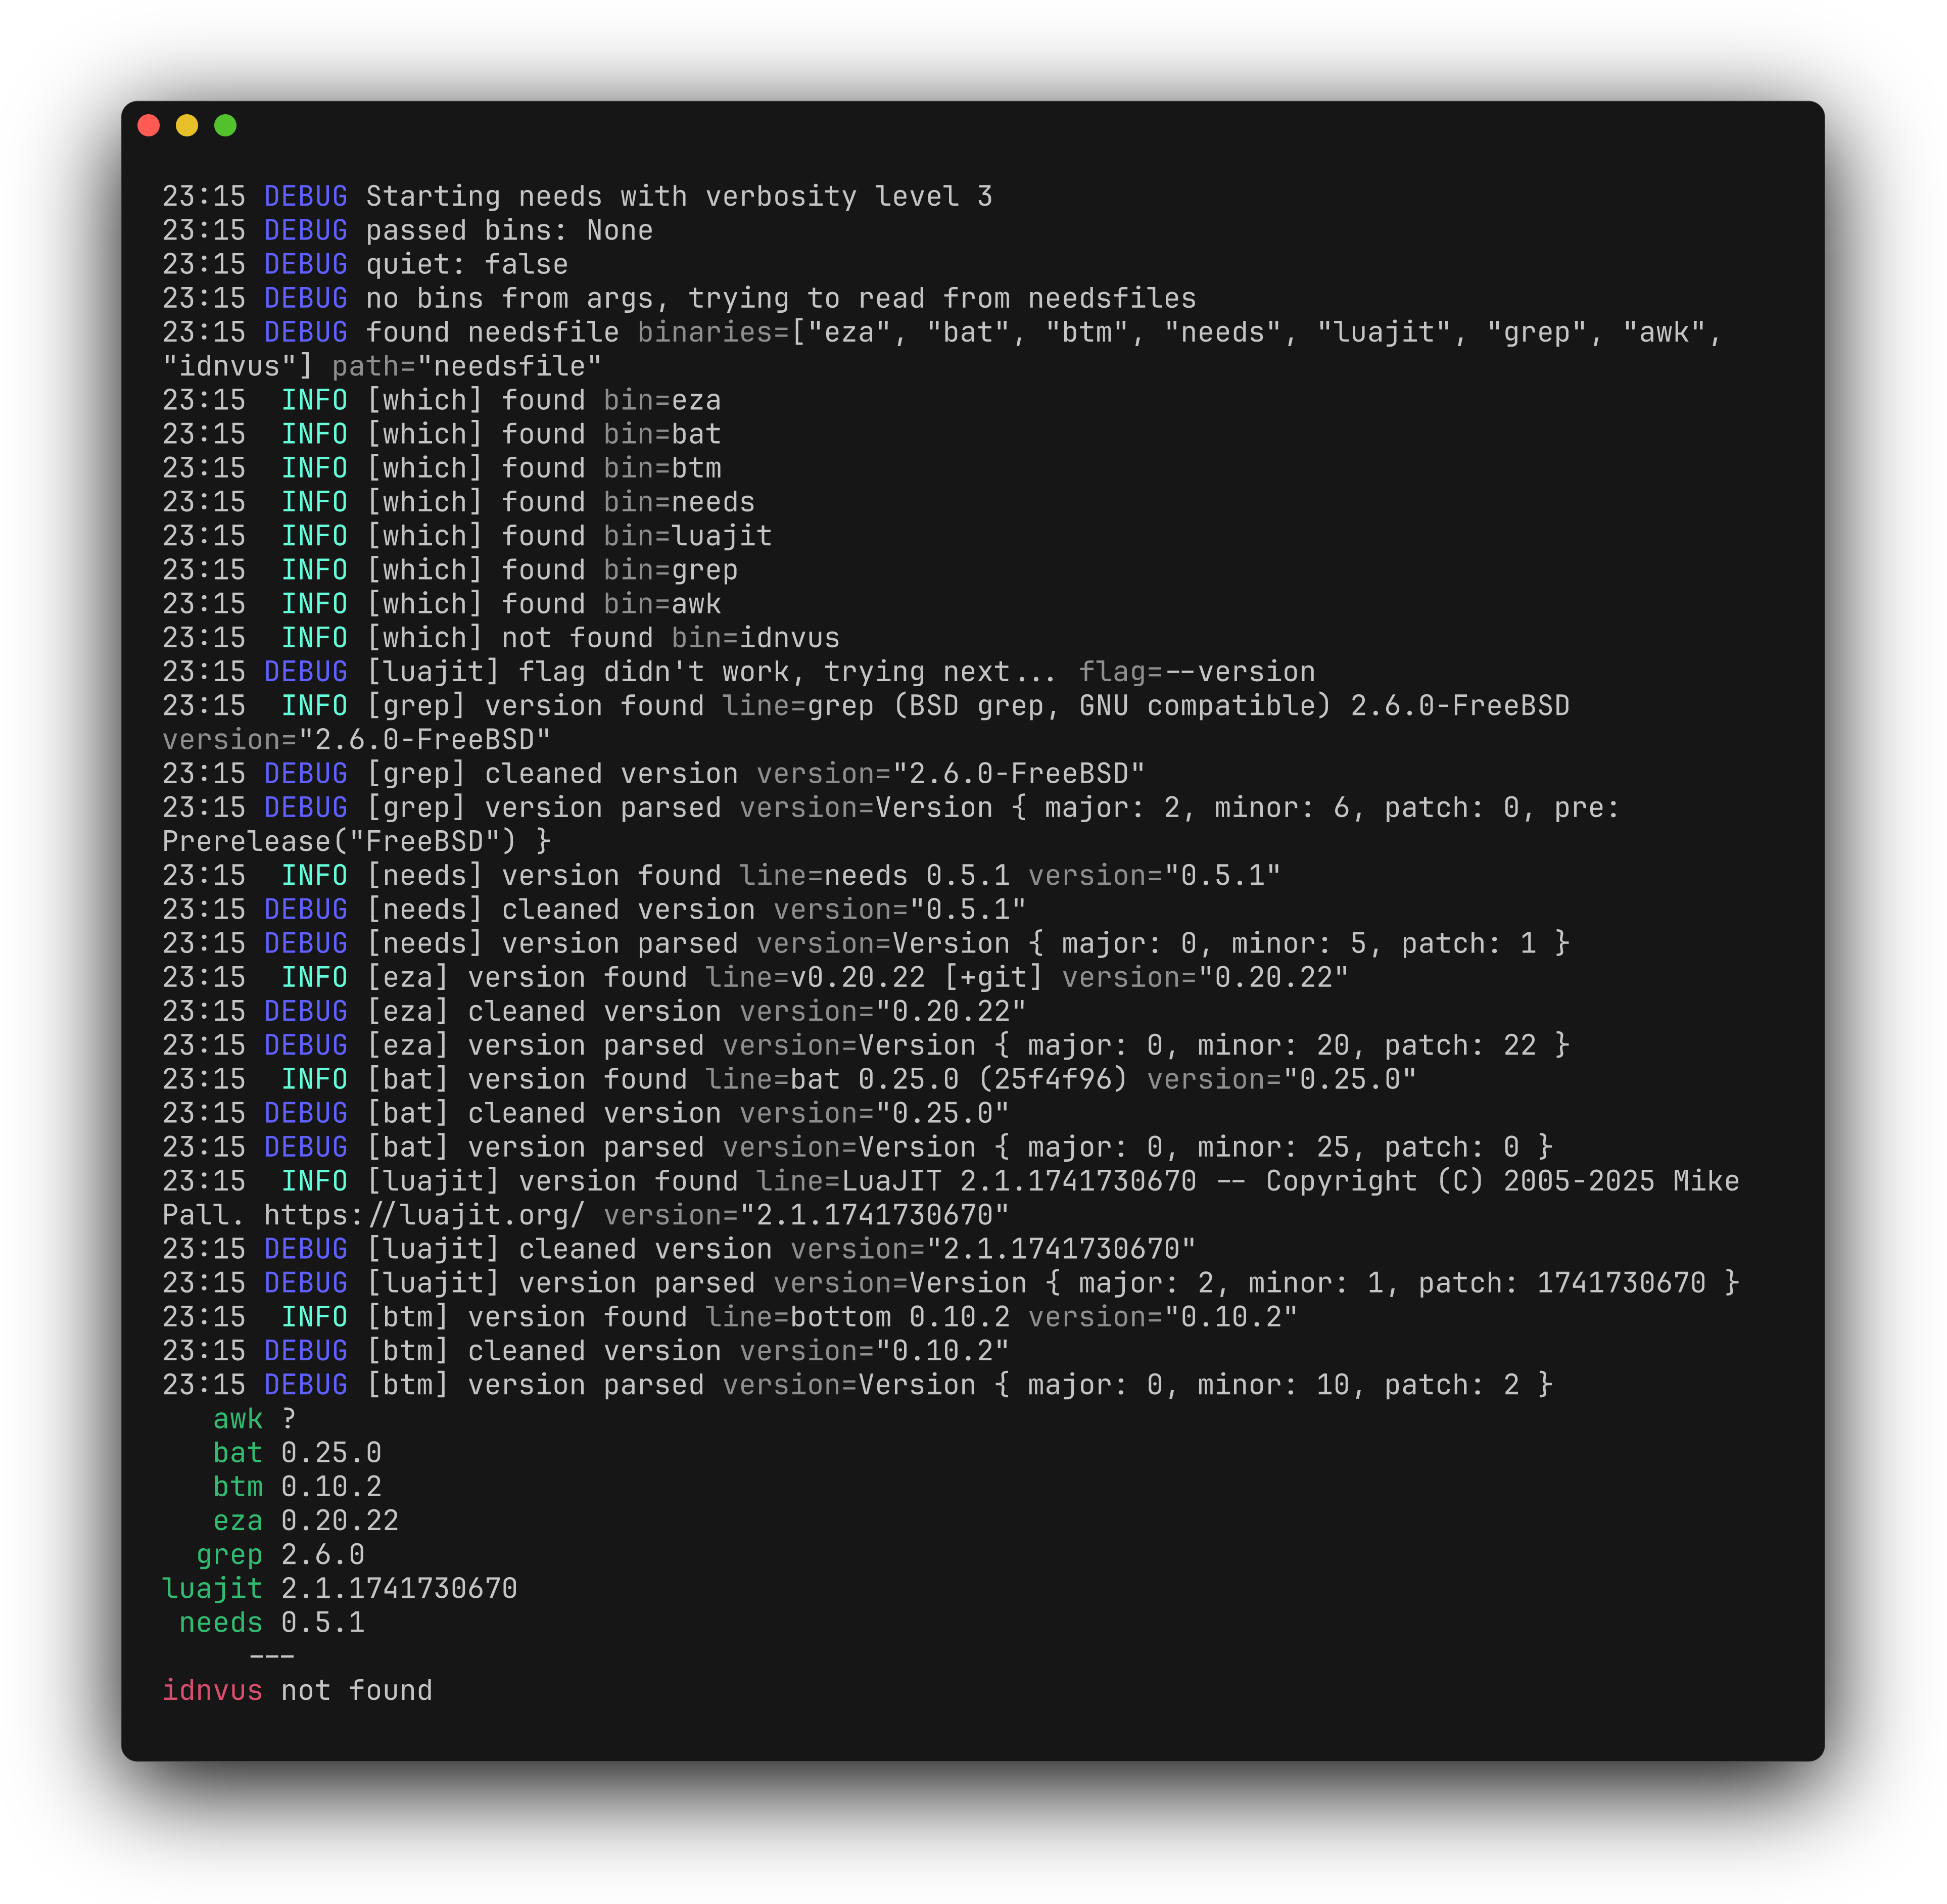 23:15 DEBUG Starting needs with verbosity level 3
23:15 DEBUG passed bins: None
23:15 DEBUG quiet: false
23:15 DEBUG no bins from args, trying to read from needsfiles
23:15 DEBUG found needsfile binaries=["eza", "bat", "btm", "needs", "luajit", "grep", "awk",
"idnvus"] path="needsfile"
23:15  INFO [which] found bin=eza
23:15  INFO [which] found bin=bat
23:15  INFO [which] found bin=btm
23:15  INFO [which] found bin=needs
23:15  INFO [which] found bin=luajit
23:15  INFO [which] found bin=grep
23:15  INFO [which] found bin=awk
23:15  INFO [which] not found bin=idnvus
23:15 DEBUG [luajit] flag didn't work, trying next... flag=--version
23:15  INFO [grep] version found line=grep (BSD grep, GNU compatible) 2.6.0-FreeBSD
version="2.6.0-FreeBSD"
23:15 DEBUG [grep] cleaned version version="2.6.0-FreeBSD"
23:15 DEBUG [grep] version parsed version=Version { major: 2, minor: 6, patch: 0, pre:
Prerelease("FreeBSD") }
23:15  INFO [needs] version found line=needs 0.5.1 version="0.5.1"
23:15 DEBUG [needs] cleaned version version="0.5.1"
23:15 DEBUG [needs] version parsed version=Version { major: 0, minor: 5, patch: 1 }
23:15  INFO [eza] version found line=v0.20.22 [+git] version="0.20.22"
23:15 DEBUG [eza] cleaned version version="0.20.22"
23:15 DEBUG [eza] version parsed version=Version { major: 0, minor: 20, patch: 22 }
23:15  INFO [bat] version found line=bat 0.25.0 (25f4f96) version="0.25.0"
23:15 DEBUG [bat] cleaned version version="0.25.0"
23:15 DEBUG [bat] version parsed version=Version { major: 0, minor: 25, patch: 0 }
23:15  INFO [luajit] version found line=LuaJIT 2.1.1741730670 -- Copyright (C) 2005-2025 Mike
Pall. https://luajit.org/ version="2.1.1741730670"
23:15 DEBUG [luajit] cleaned version version="2.1.1741730670"
23:15 DEBUG [luajit] version parsed version=Version { major: 2, minor: 1, patch: 1741730670 }
23:15  INFO [btm] version found line=bottom 0.10.2 version="0.10.2"
23:15 DEBUG [btm] cleaned version version="0.10.2"
23:15 DEBUG [btm] version parsed version=Version { major: 0, minor: 10, patch: 2 }
   awk ?
   bat 0.25.0
   btm 0.10.2
   eza 0.20.22
  grep 2.6.0
luajit 2.1.1741730670
 needs 0.5.1
     ---
idnvus not found